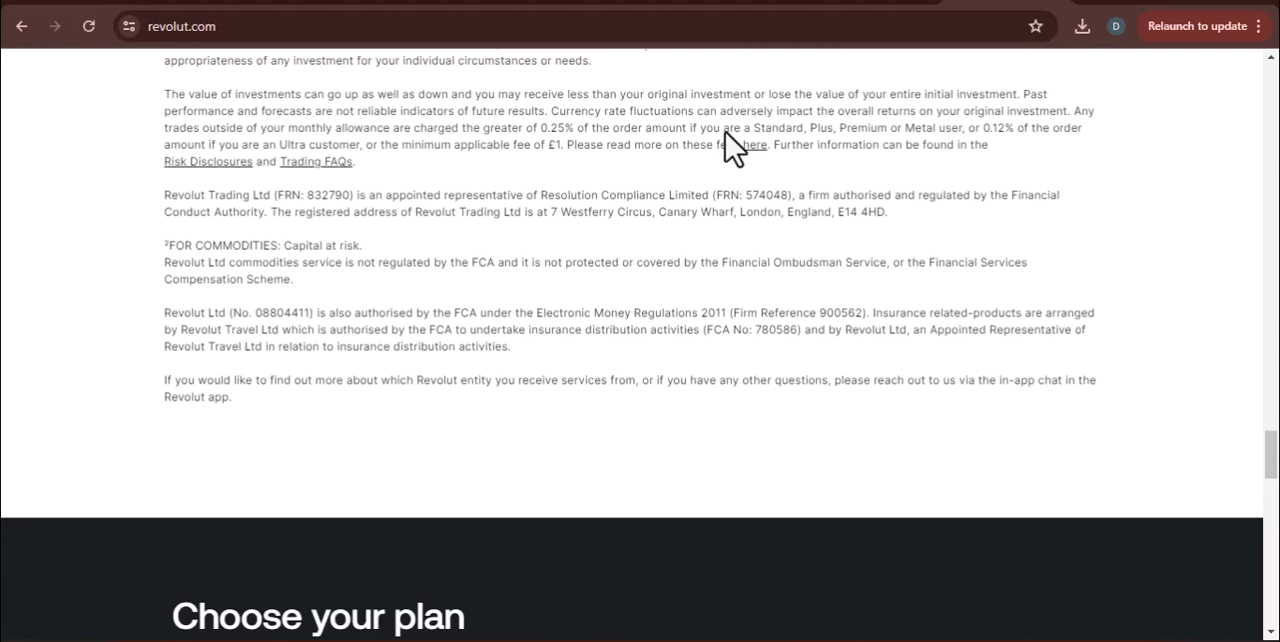 revolut.com
D
Relaunch to update
appropriateness of any investment for your individual circumstances or needs.
The value of investments can go up as well as down and you may receive less than your original investment or lose the value of your entire initial investment. Past
performance and forecasts are not reliable indicators of future results. Currency rate fluctuations can adversely impact the overall returns on your original investment. Any
trades outside of your monthly allowance are charged the greater of 0.25% of the order amount if you are a Standard, Plus, Premium or Metal user, or 0.12% of the order
amount if you are an Ultra customer, or the minimum applicable fee of £1. Please read more on these here. Further information can be found in the
Risk Disclosures and Trading FAQs.
Revolut Trading Ltd (FRN: 832790) is an appointed representative of Resolution Compliance Limited (FRN: 574048), a firm authorised and regulated by the Financial
Conduct Authority. The registered address of Revolut Trading Ltd is at 7 Westferry Circus, Canary Wharf, London, England, E14 4HD.
²FOR COMMODITIES: Capital at risk.
Revolut Ltd commodities service is not regulated by the FCA and it is not protected or covered by the Financial Ombudsman Service, or the Financial Services
Compensation Scheme.
Revolut Ltd (No. 08804411) is also authorised by the FCA under the Electronic Money Regulations 2011 (Firm Reference 900562). Insurance related-products are arranged
by Revolut Travel Ltd which is authorised by the FCA to undertake insurance distribution activities (FCA No: 780586) and by Revolut Ltd, an Appointed Representative of
Revolut Travel Ltd in relation to insurance distribution activities.
If you would like to find out more about which Revolut entity you receive services from, or if you have any other questions, please reach out to us via the in-app chat in the
Revolut app.
Choose your plan